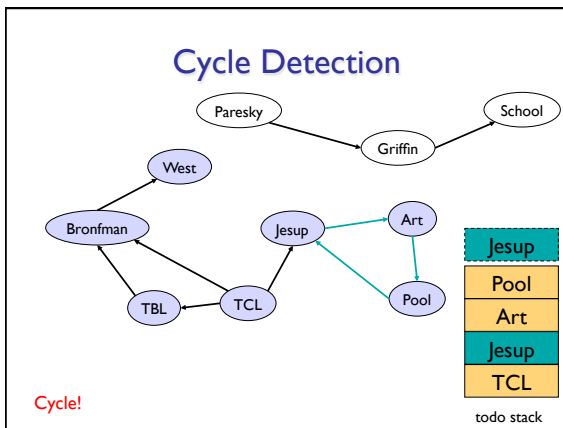 Cycle Detection
Paresky
School
Griffin
West
Bronfman
Jesup
Art
TBL
TCL
Pool
Jesup
Pool
Art
Jesup
TCL
Cycle!
todo stack